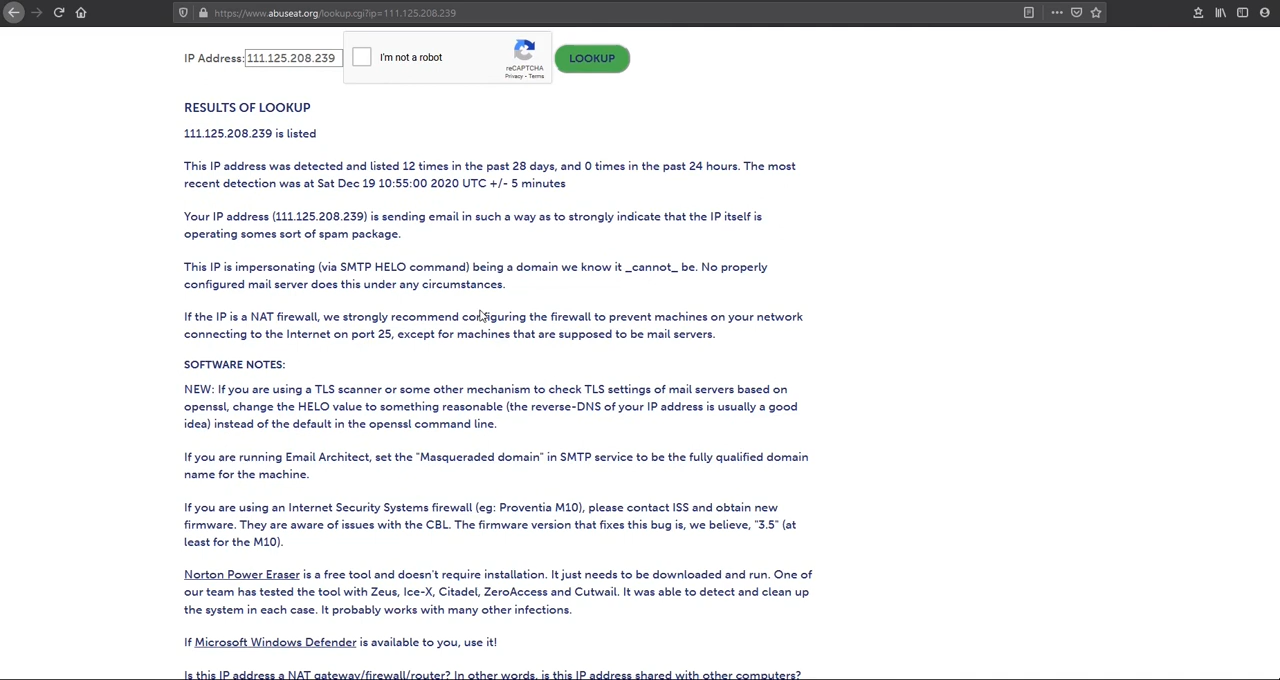 https://www.abuseat.org/lookup.cgi?ip=111.125.208.239
IP Address: 111.125.208.239
I'm not a robot
reCAPTCHA
Privacy - Terms
LOOKUP
RESULTS OF LOOKUP
111.125.208.239 is listed
This IP address was detected and listed 12 times in the past 28 days, and 0 times in the past 24 hours. The most
recent detection was at Sat Dec 19 10:55:00 2020 UTC +/- 5 minutes
Your IP address (111.125.208.239) is sending email in such a way as to strongly indicate that the IP itself is
operating somes sort of spam package.
This IP is impersonating (via SMTP HELO command) being a domain we know it _cannot_ be. No properly
configured mail server does this under any circumstances.
If the IP is a NAT firewall, we strongly recommend configuring the firewall to prevent machines on your network
connecting to the Internet on port 25, except for machines that are supposed to be mail servers.
SOFTWARE NOTES:
NEW: If you are using a TLS scanner or some other mechanism to check TLS settings of mail servers based on
openssl, change the HELO value to something reasonable (the reverse-DNS of your IP address is usually a good
idea) instead of the default in the openssl command line.
If you are running Email Architect, set the "Masqueraded domain" in SMTP service to be the fully qualified domain
name for the machine.
If you are using an Internet Security Systems firewall (eg: Proventia M10), please contact ISS and obtain new
firmware. They are aware of issues with the CBL. The firmware version that fixes this bug is, we believe, "3.5" (at
least for the M10).
Norton Power Eraser is a free tool and doesn't require installation. It just needs to be downloaded and run. One of
our team has tested the tool with Zeus, Ice-X, Citadel, ZeroAccess and Cutwail. It was able to detect and clean up
the system in each case. It probably works with many other infections.
If Microsoft Windows Defender is available to you, use it!
Is this IP address a NAT gateway/firewall/router? In other words, is this IP address shared with other computers?